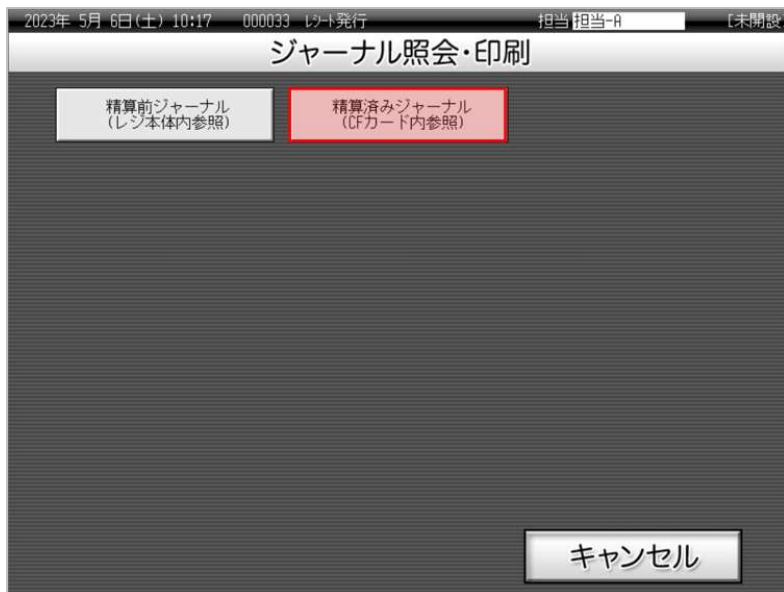 2023年 5月 6日(土) 10:17 000033 レシート発行 担当 担当-A [未開設
ジャーナル照会・印刷
精算前ジャーナル
(レジ本体内参照)
精算済みジャーナル
(CFカード内参照)
キャンセル